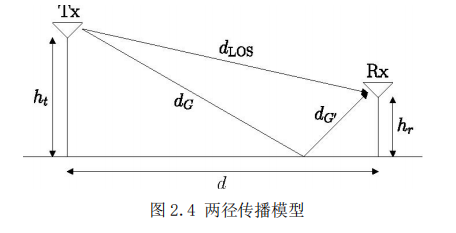 Tx
d_LOS
Rx
h_t
d_G
d_G'
h_r
d
图 2.4 两径传播模型